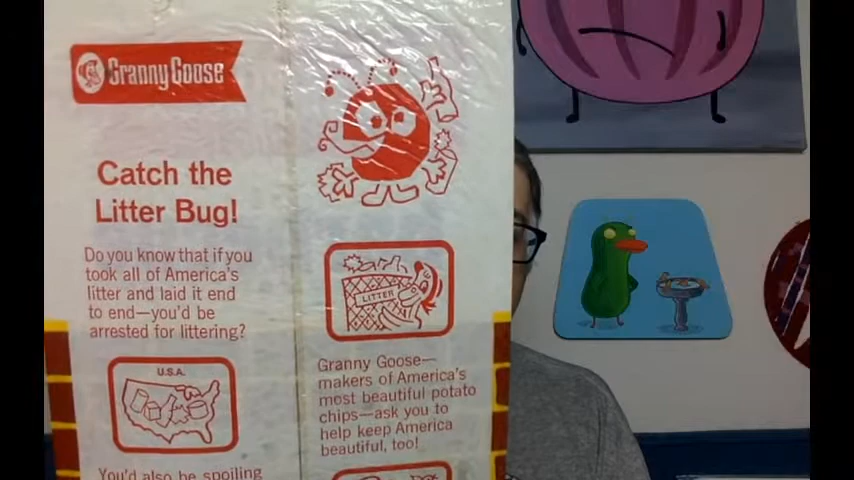 Granny Goose
Catch the
Litter Bug!
Do you know that if you
took all of America's
litter and laid it end
to end—you'd be
arrested for littering?
U.S.A.
You'd also be spoiling
LITTER
Granny Goose—
makers of America's
most beautiful potato
chips—ask you to
help keep America
beautiful, too!